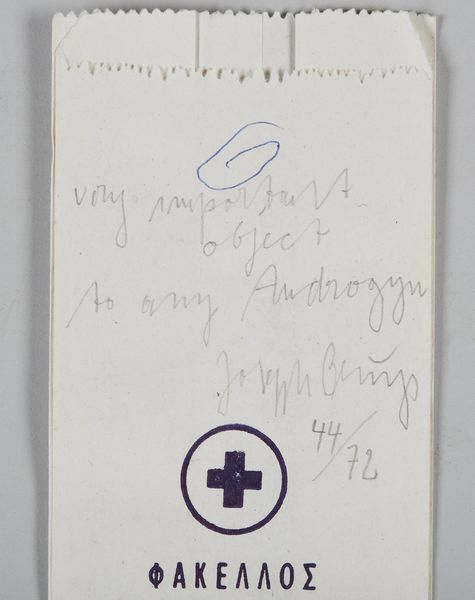 very important
object
to any Androgyn
Joseph Beuys
44/72
ΦΑΚΕΛΛΟΣ